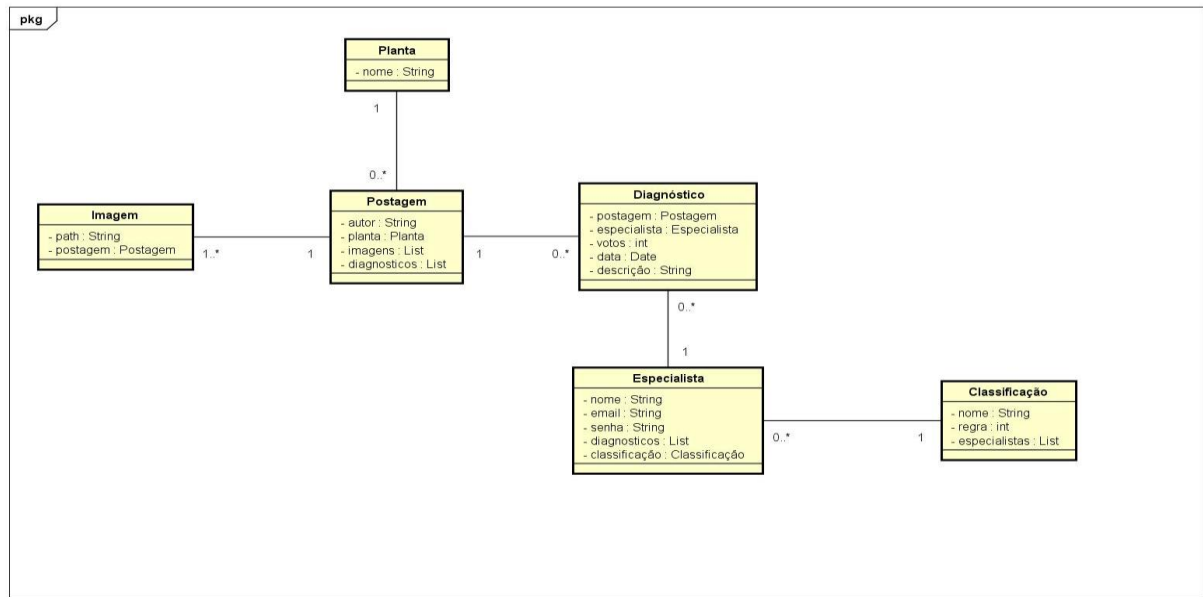 pkg
Planta
- nome : String
1
0..*
Imagem
- path : String
- postagem : Postagem
1..*
1
Postagem
- autor : String
- planta : Planta
- imagens : List
- diagnosticos : List
1
0..*
Diagnóstico
- postagem : Postagem
- especialista : Especialista
- votos : int
- data : Date
- descrição : String
0..*
1
Especialista
- nome : String
- email : String
- senha : String
- diagnosticos : List
- classificação : Classificação
0..*
1
Classificação
- nome : String
- regra : int
- especialistas : List